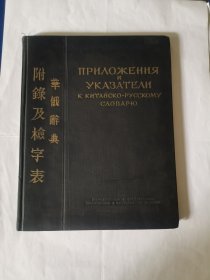 ПРИЛОЖЕНИЯ
И
УКАЗАТЕЛИ
К КИТАЙСКО-РУССКОМУ
СЛОВАРЮ
華俄辭典
附錄及檢字表